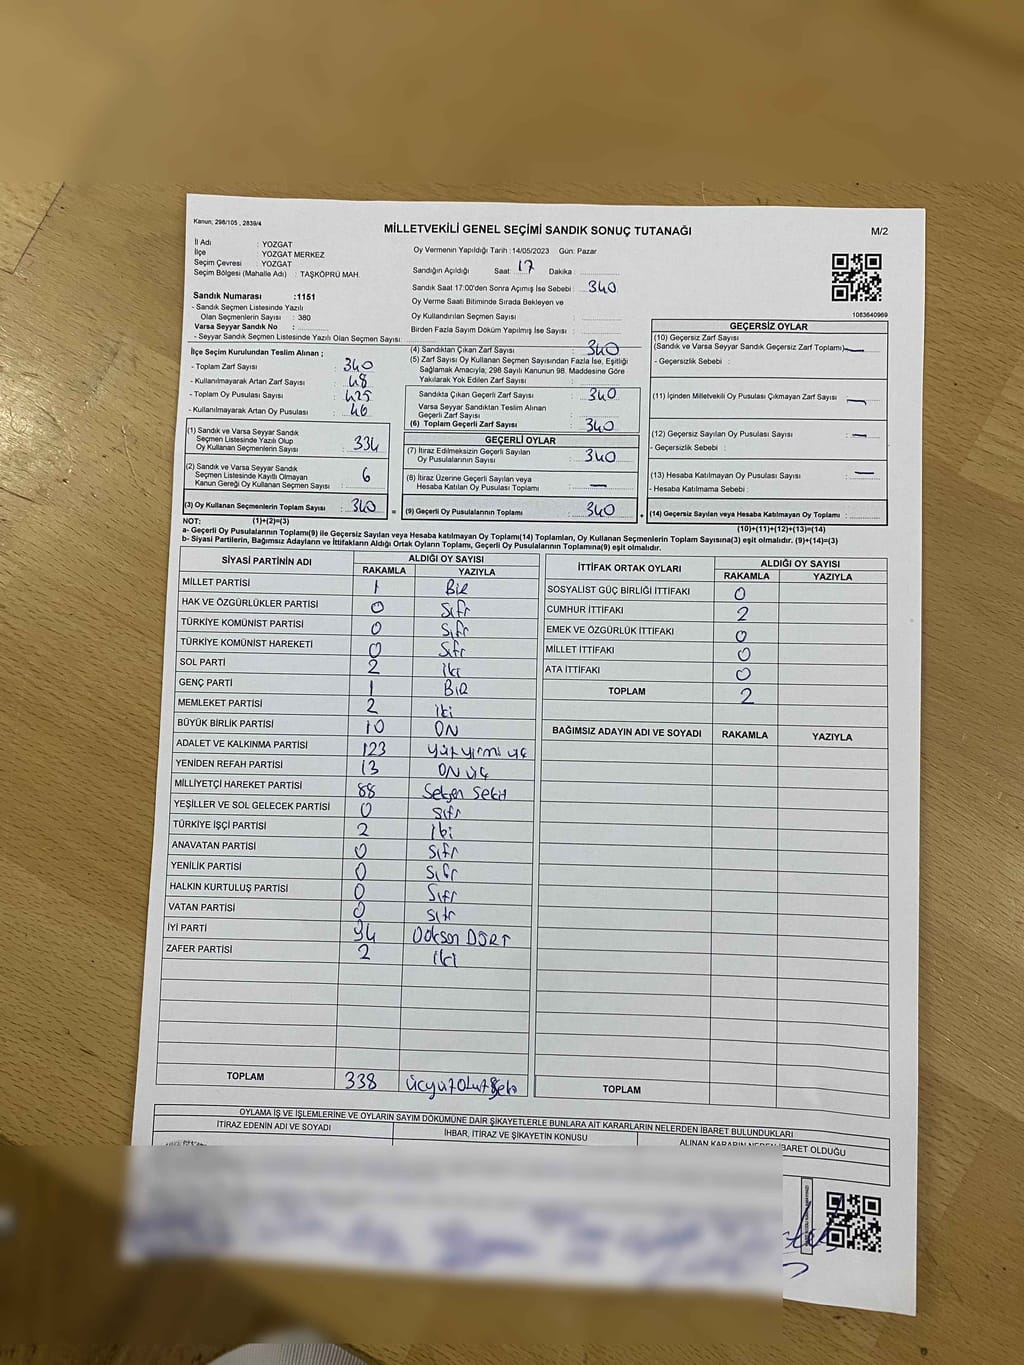 Kanun; 298/105 , 2839/4
MİLLETVEKİLİ GENEL SEÇİMİ SANDIK SONUÇ TUTANAĞI
M/2
İl Adı : YOZGAT
İlçe : YOZGAT MERKEZ
Seçim Çevresi : YOZGAT
Seçim Bölgesi (Mahalle Adı) : TAŞKÖPRÜ MAH.
Sandık Numarası :1151
- Sandık Seçmen Listesinde Yazılı
Olan Seçmenlerin Sayısı : 380
Varsa Seyyar Sandık No :
- Seyyar Sandık Seçmen Listesinde Yazılı Olan Seçmen Sayısı:
Oy Vermenin Yapıldığı Tarih :14/05/2023 Gün: Pazar
Sandığın Açıldığı Saat: 17 Dakika :
Sandık Saat 17:00'den Sonra Açımış İse Sebebi : 340
Oy Verme Saati Bitiminde Sırada Bekleyen ve
Oy Kullandırılan Seçmen Sayısı :
Birden Fazla Sayım Döküm Yapılmış İse Sayısı :
1083640969
İlçe Seçim Kurulundan Teslim Alınan ;
- Toplam Zarf Sayısı : 340
- Kullanılmayarak Artan Zarf Sayısı : 48
- Toplam Oy Pusulası : 425
- Kullanılmayarak Artan Oy Pusulası : 46
(1) Sandık ve Varsa Seyyar Sandık
Seçmen Listesinde Yazılı Olup
Oy Kullanan Seçmenlerin Sayısı : 334
(2) Sandık ve Varsa Seyyar Sandık
Seçmen Listesinde Kayıtlı Olmayan
Kanun Gereği Oy Kullanan Seçmen Sayısı : 6
(3) Oy Kullanan Seçmenlerin Toplam Sayısı : 340 =
(4) Sandıktan Çıkan Zarf Sayısı : 340
(5) Zarf Sayısı Oy Kullanan Seçmen Sayısından Fazla İse, Eşitliği
Sağlamak Amacıyla; 298 Sayılı Kanunun 98. Maddesine Göre
Yakılarak Yok Edilen Zarf Sayısı :
Sandıkta Çıkan Geçerli Zarf Sayısı : 340
Varsa Seyyar Sandıktan Teslim Alınan
Geçerli Zarf Sayısı :
(6) Toplam Geçerli Zarf Sayısı : 340
GEÇERLİ OYLAR
(7) İtiraz Edilmeksizin Geçerli Sayılan
Oy Pusulalarının Sayısı : 340
(8) İtiraz Üzerine Geçerli Sayılan veya
Hesaba Katılan Oy Pusulası Toplamı : —
(9) Geçerli Oy Pusulalarının Toplamı : 340 +
GEÇERSİZ OYLAR
(10) Geçersiz Zarf Sayısı
(Sandık ve Varsa Seyyar Sandık Geçersiz Zarf Toplamı) —
- Geçersizlik Sebebi :
(11) İçinden Milletvekili Oy Pusulası Çıkmayan Zarf Sayısı : —
(12) Geçersiz Sayılan Oy Pusulası Sayısı : —
- Geçersizlik Sebebi :
(13) Hesaba Katılmayan Oy Pusulası Sayısı : —
- Hesaba Katılmama Sebebi :
(14) Geçersiz Sayılan veya Hesaba Katılmayan Oy Toplamı :
NOT: (1)+(2)=(3)
(10)+(11)+(12)+(13)=(14)
a- Geçerli Oy Pusulaları Toplamı(9) ile Geçersiz Sayılan veya Hesaba katılmayan Oy Toplamı(14) Toplamları, Oy Kullanan Seçmenlerin Toplam Sayısına(3) eşit olmalıdır. (9)+(14)=(3)
b- Siyasi Partilerin, Bağımsız Adayların ve İttifakların Aldığı Ortak Oyların Toplamı, Geçerli Oy Pusulalarının Toplamına(9) eşit olmalıdır.
SİYASİ PARTİNİN ADI ALDIĞI OY SAYISI
RAKAMLA YAZIYLA
MİLLET PARTİSİ 1 Bir
HAK VE ÖZGÜRLÜKLER PARTİSİ 0 Sıfr
TÜRKİYE KOMÜNİST PARTİSİ 0 Sıfr
TÜRKİYE KOMÜNİST HAREKETİ 0 Sıfr
SOL PARTİ 2 iki
GENÇ PARTİ 1 Bir
MEMLEKET PARTİSİ 2 iki
BÜYÜK BİRLİK PARTİSİ 10 ON
ADALET VE KALKINMA PARTİSİ 123 yüzyirmi üç
YENİDEN REFAH PARTİSİ 13 ON üç
MİLLİYETÇİ HAREKET PARTİSİ 88 Seksen Sekiz
YEŞİLLER VE SOL GELECEK PARTİSİ 0 sıfr
TÜRKİYE İŞÇİ PARTİSİ 2 iki
ANAVATAN PARTİSİ 0 Sıfr
YENİLİK PARTİSİ 0 Sıfr
HALKIN KURTULUŞ PARTİSİ 0 Sıfr
VATAN PARTİSİ 0 Sıfr
İYİ PARTİ 94 Doksan DÖRT
ZAFER PARTİSİ 2 iki
TOPLAM 338
İTTİFAK ORTAK OYLARI ALDIĞI OY SAYISI
RAKAMLA YAZIYLA
SOSYALİST GÜÇ BİRLİĞİ İTTİFAKI 0
CUMHUR İTTİFAKI 2
EMEK VE ÖZGÜRLÜK İTTİFAKI 0
MİLLET İTTİFAKI 0
ATA İTTİFAKI 0
TOPLAM 2
BAĞIMSIZ ADAYIN ADI VE SOYADI RAKAMLA YAZIYLA
TOPLAM
OYLAMA İŞ VE İŞLEMLERİNE VE OYLARIN SAYIM DÖKÜMÜNE DAİR ŞİKAYETLERLE BUNLARA AİT KARARLARIN NELERDEN İBARET BULUNDUKLARI
İTİRAZ EDENİN ADI VE SOYADI
İHBAR, İTİRAZ VE ŞİKAYETİN KONUSU
ALINAN KARARIN NEDEN İBARET OLDUĞU